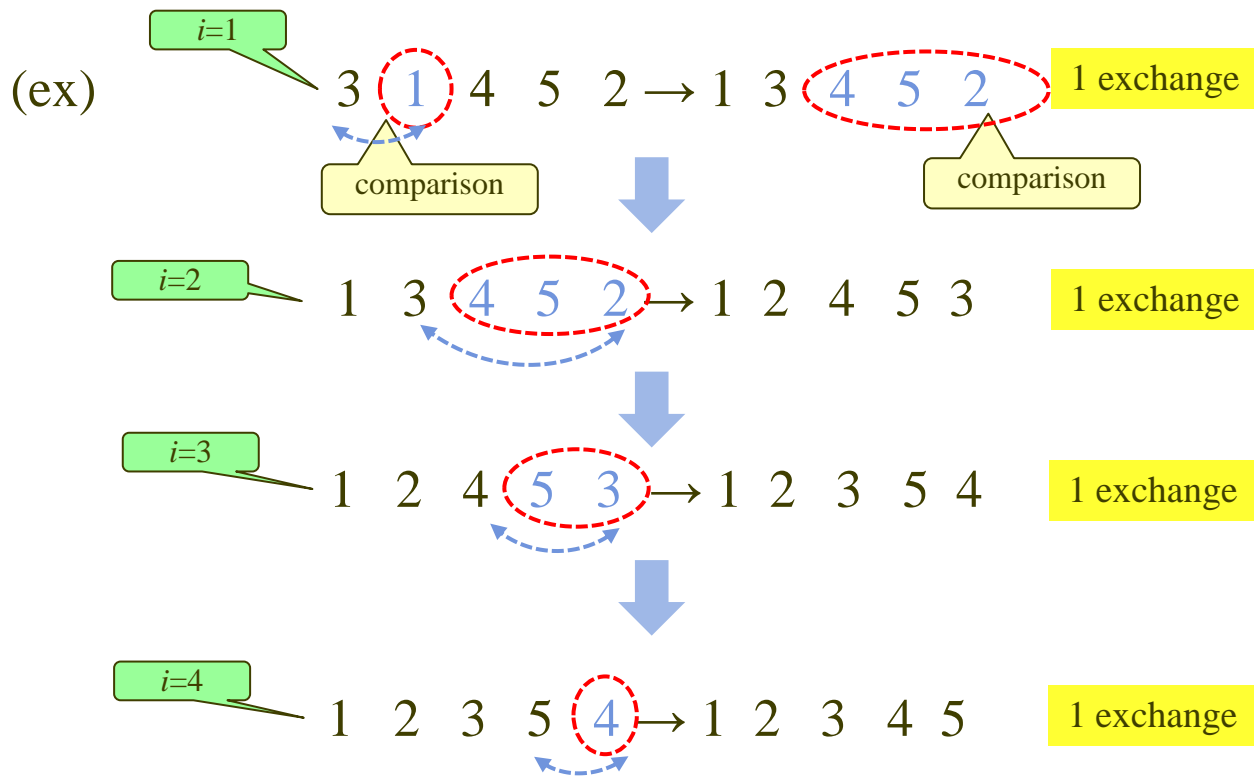 i=1
(ex) 3 1 4 5 2 → 1 3 4 5 2 1 exchange
comparison comparison
i=2
1 3 4 5 2 → 1 2 4 5 3 1 exchange
i=3
1 2 4 5 3 → 1 2 3 5 4 1 exchange
i=4
1 2 3 5 4 → 1 2 3 4 5 1 exchange